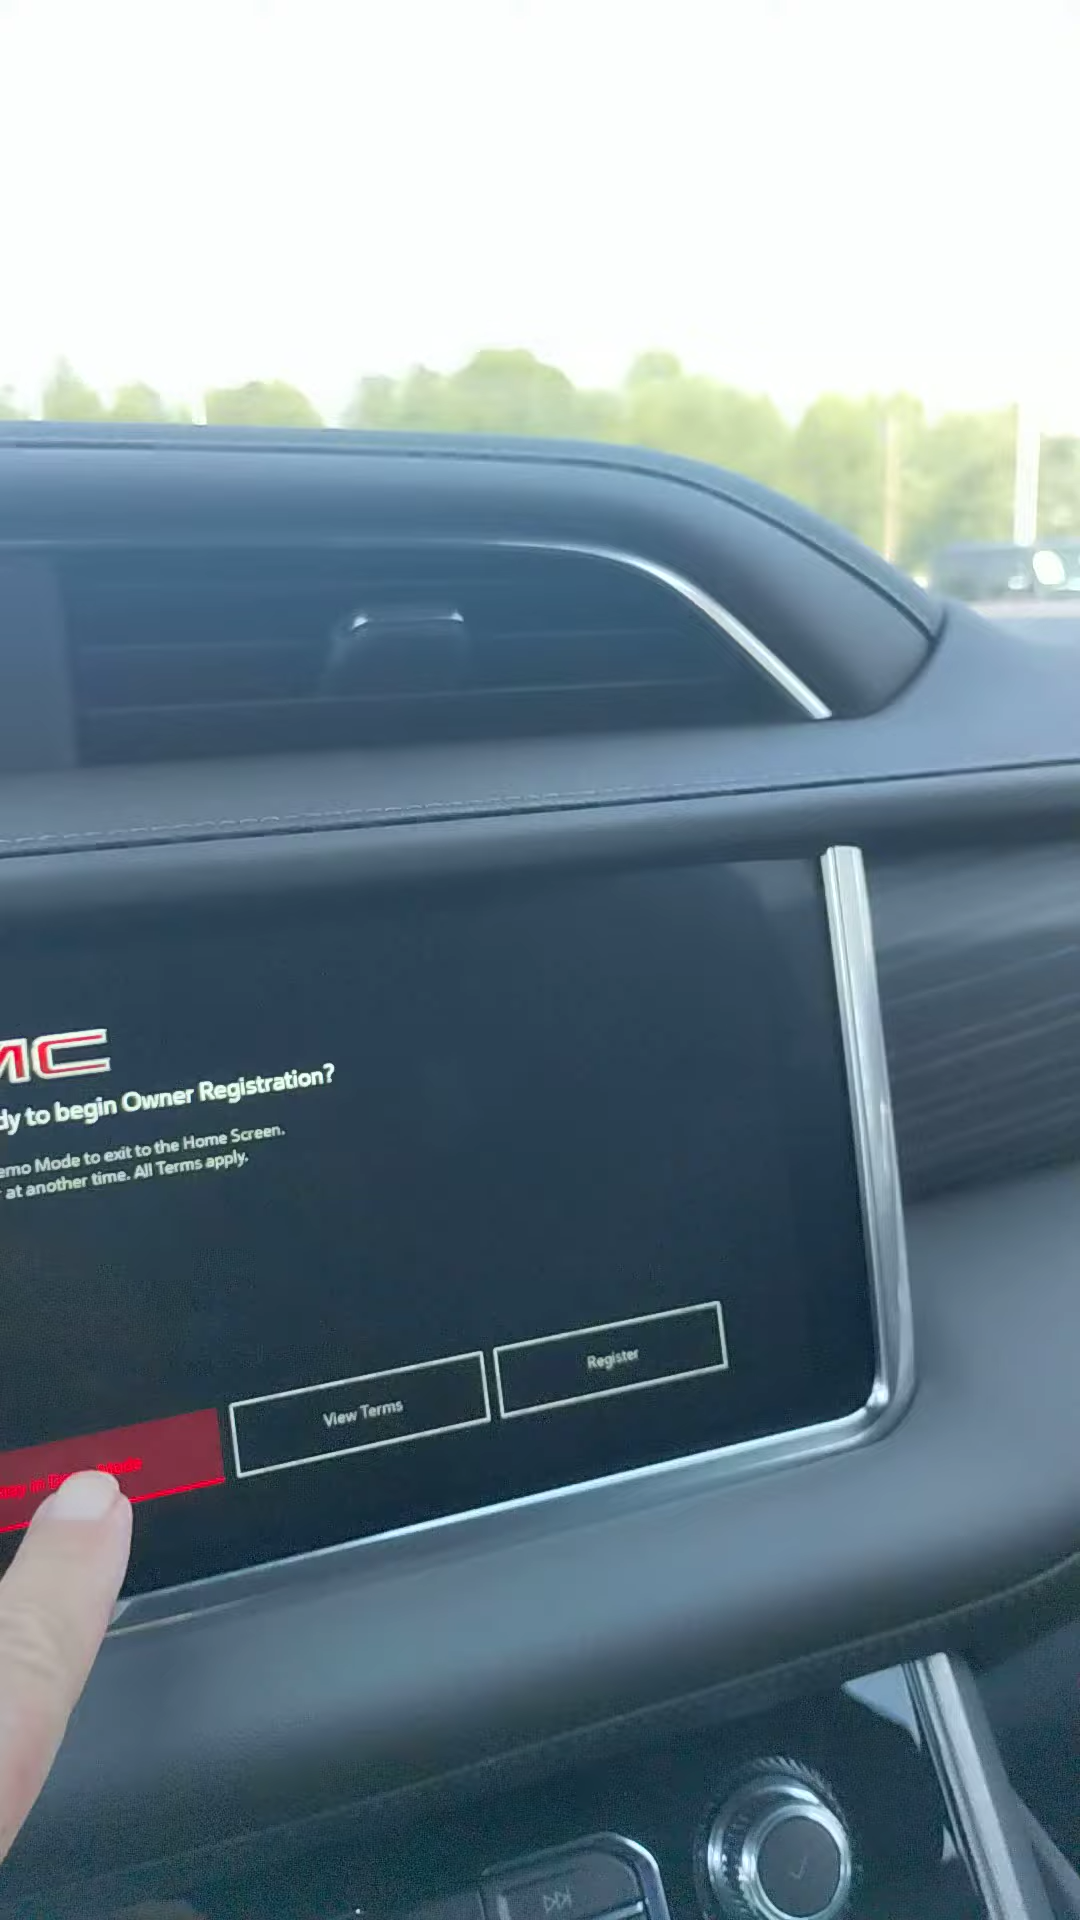 MC
dy to begin Owner Registration?
emo Mode to exit to the Home Screen.
at another time. All Terms apply.
View Terms
Register